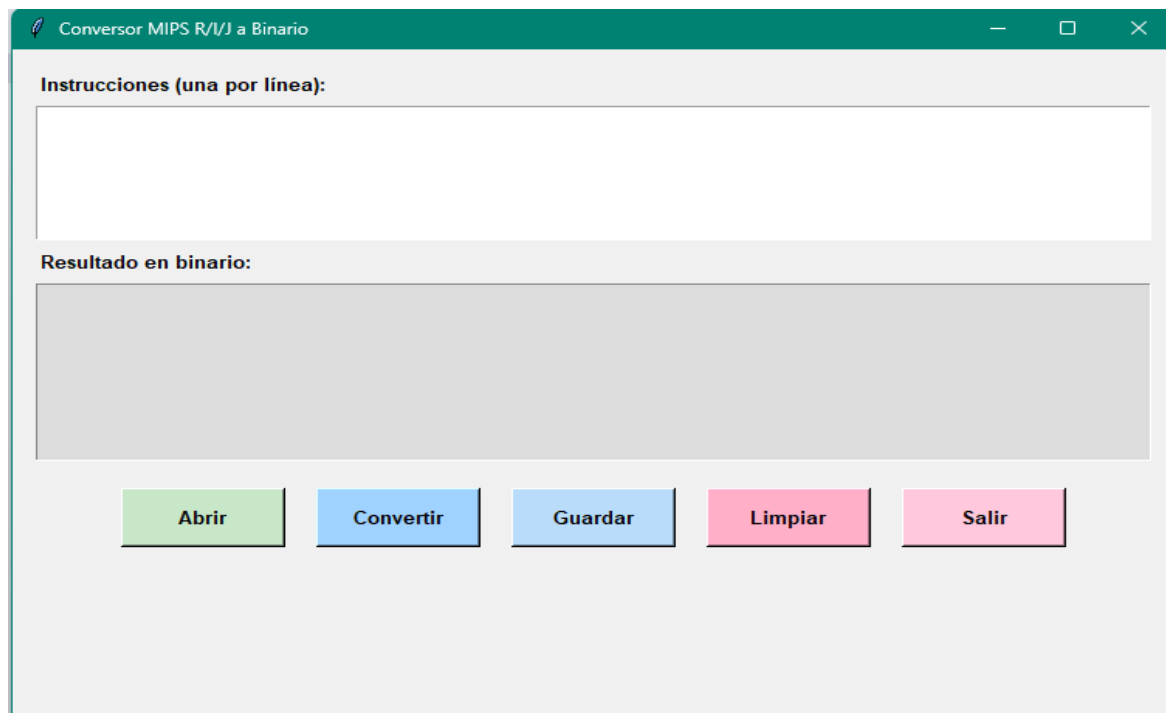 Conversor MIPS R/I/J a Binario
Instrucciones (una por línea):
Resultado en binario:
Abrir Convertir Guardar Limpiar Salir